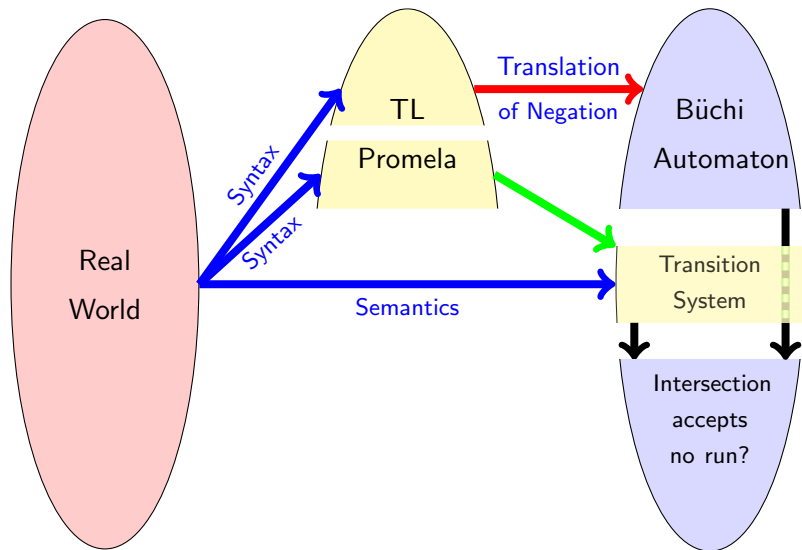 Real
World
Syntax
Syntax
TL
Promela
Translation
of Negation
Semantics
Büchi
Automaton
Transition
System
Intersection
accepts
no run?